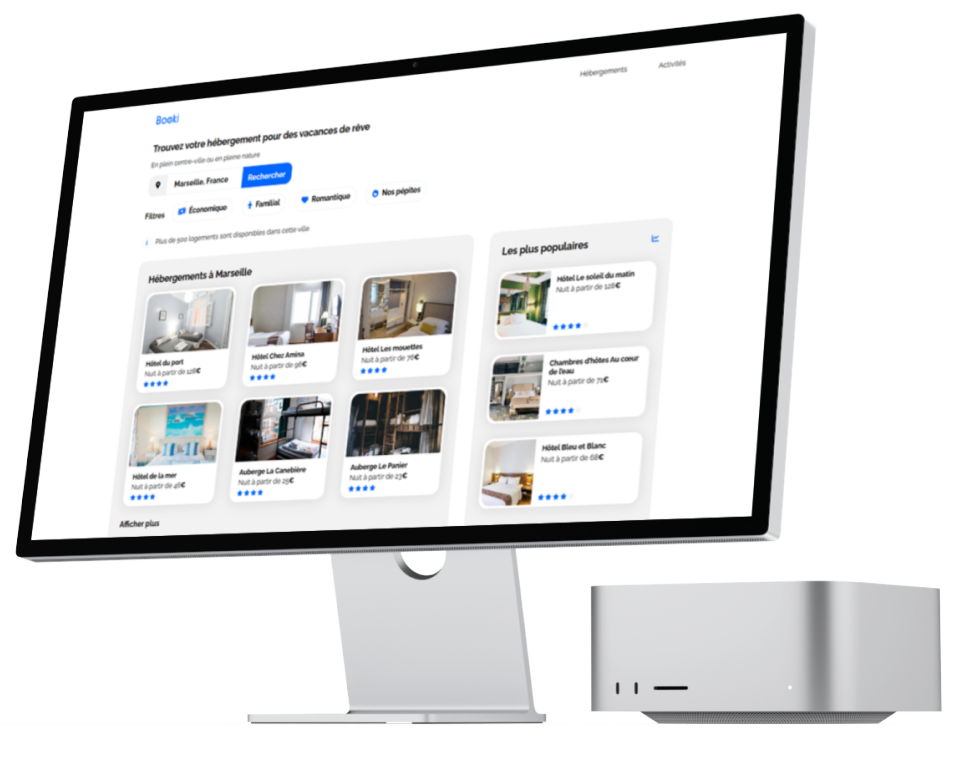 Hébergements
Activités
Booki
Trouvez votre hébergement pour des vacances de rêve
En plein centre-ville ou en pleine nature
Marseille, France
Rechercher
Filtres
Économique
Familial
Romantique
Nos pépites
Plus de 500 logements sont disponibles dans cette ville
Hébergements à Marseille
Hôtel du port
Nuit à partir de 128€
Hôtel Chez Amina
Nuit à partir de 96€
Hôtel Les mouettes
Nuit à partir de 76€
Hôtel de la mer
Nuit à partir de 46€
Auberge La Canebière
Nuit à partir de 25€
Auberge Le Panier
Nuit à partir de 23€
Afficher plus
Les plus populaires
Hôtel Le soleil du matin
Nuit à partir de 128€
Chambres d'hôtes Au cœur
de l'eau
Nuit à partir de 71€
Hôtel Bleu et Blanc
Nuit à partir de 68€